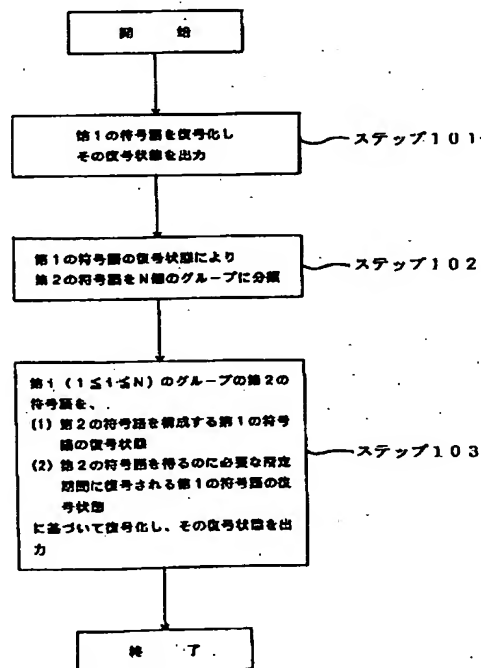 開 始
第1の符号語を復号化し
その復号状態を出力
ステップ101
第1の符号語の復号状態により
第2の符号語をN個のグループに分類
ステップ102
第i(1≦i≦N)のグループの第2の
符号語を、
(1) 第2の符号語を構成する第1の符号
語の復号状態
(2) 第2の符号語を得るのに必要な所定
期間に復号される第1の符号語の復
号状態
に基づいて復号化し、その復号状態を出
力
ステップ103
終 了